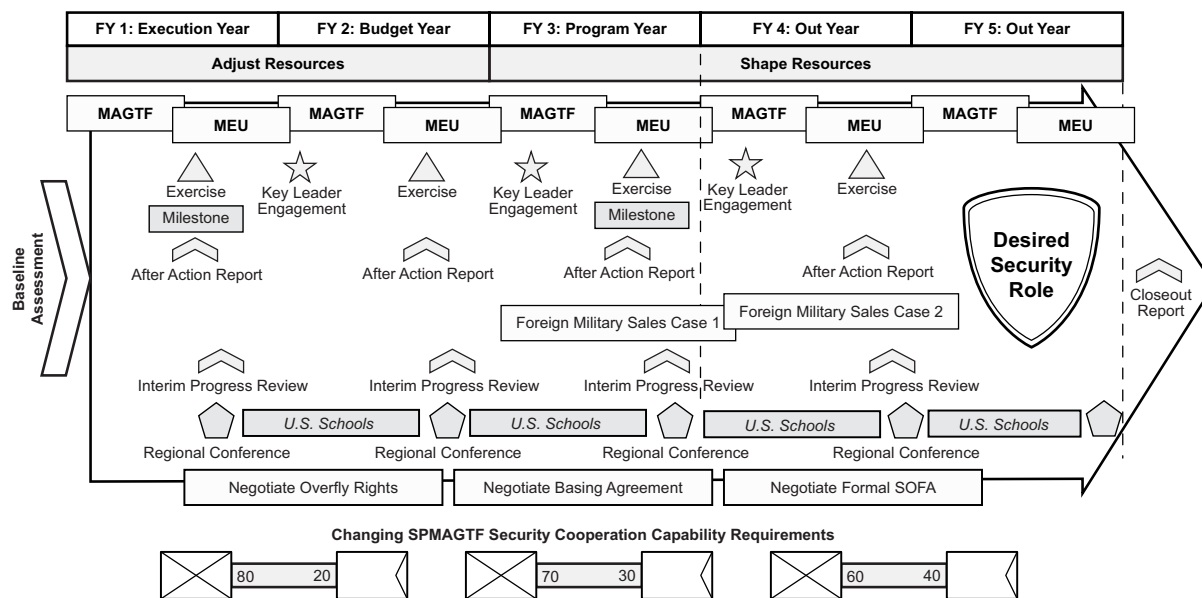 FY 1: Execution Year
FY 2: Budget Year
FY 3: Program Year
FY 4: Out Year
FY 5: Out Year
Adjust Resources
Shape Resources
MAGTF
MEU
MAGTF
MEU
MAGTF
MEU
MAGTF
MEU
MAGTF
MEU
Exercise
Key Leader
Engagement
Exercise
Key Leader
Engagement
Exercise
Key Leader
Engagement
Exercise
Milestone
Milestone
Baseline
Assessment
Desired
Security
Role
After Action Report
After Action Report
After Action Report
After Action Report
Closeout
Report
Foreign Military Sales Case 1
Foreign Military Sales Case 2
Interim Progress Review
Interim Progress Review
Interim Progress Review
Interim Progress Review
U.S. Schools
U.S. Schools
U.S. Schools
U.S. Schools
Regional Conference
Regional Conference
Regional Conference
Regional Conference
Negotiate Overfly Rights
Negotiate Basing Agreement
Negotiate Formal SOFA
Changing SPMAGTF Security Cooperation Capability Requirements
80
20
70
30
60
40